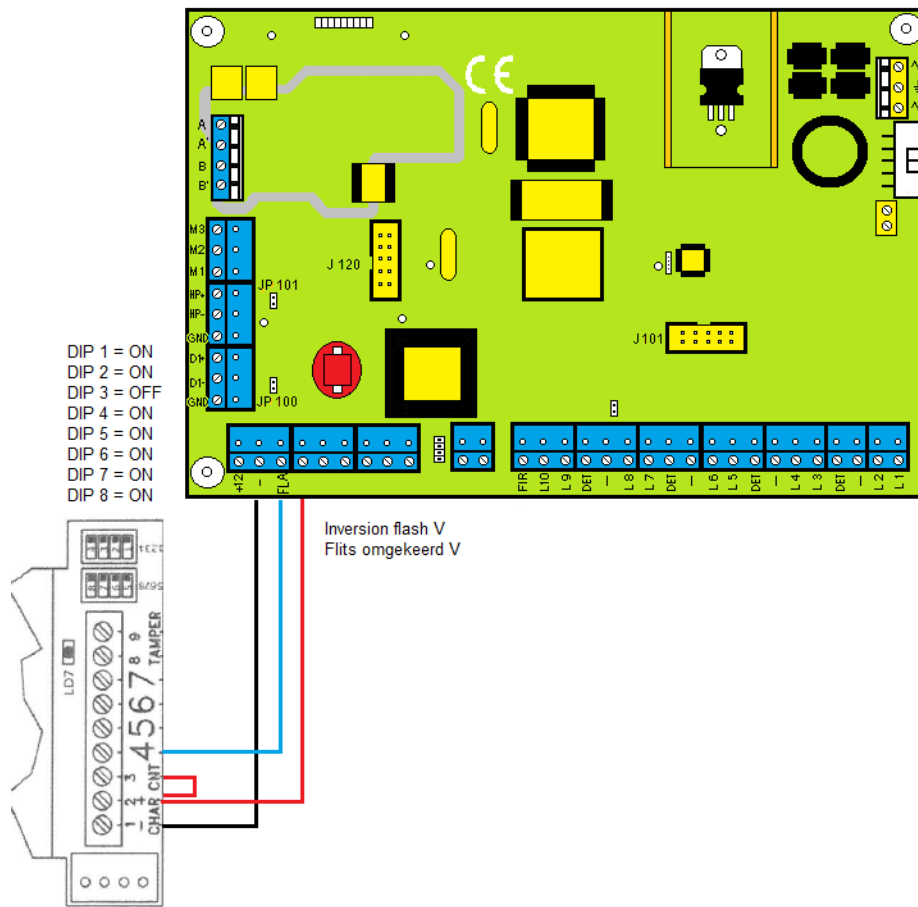 CE
A
A'
B
B'
M3
M2
M1
HP+
HP-
GND
D1+
D1-
GND
J 120
JP 101
JP 100
J101
+12
-
FLA
FIR
L10
L9
DET
-
L8
L7
DET
-
L6
L5
DET
-
L4
L3
DET
-
L2
L1
DIP 1 = ON
DIP 2 = ON
DIP 3 = OFF
DIP 4 = ON
DIP 5 = ON
DIP 6 = ON
DIP 7 = ON
DIP 8 = ON
Inversion flash V
Flits omgekeerd V
LD7
9
8
TAMPER
7
6
5
4
3
CNT
2
+
1
-
CHAR